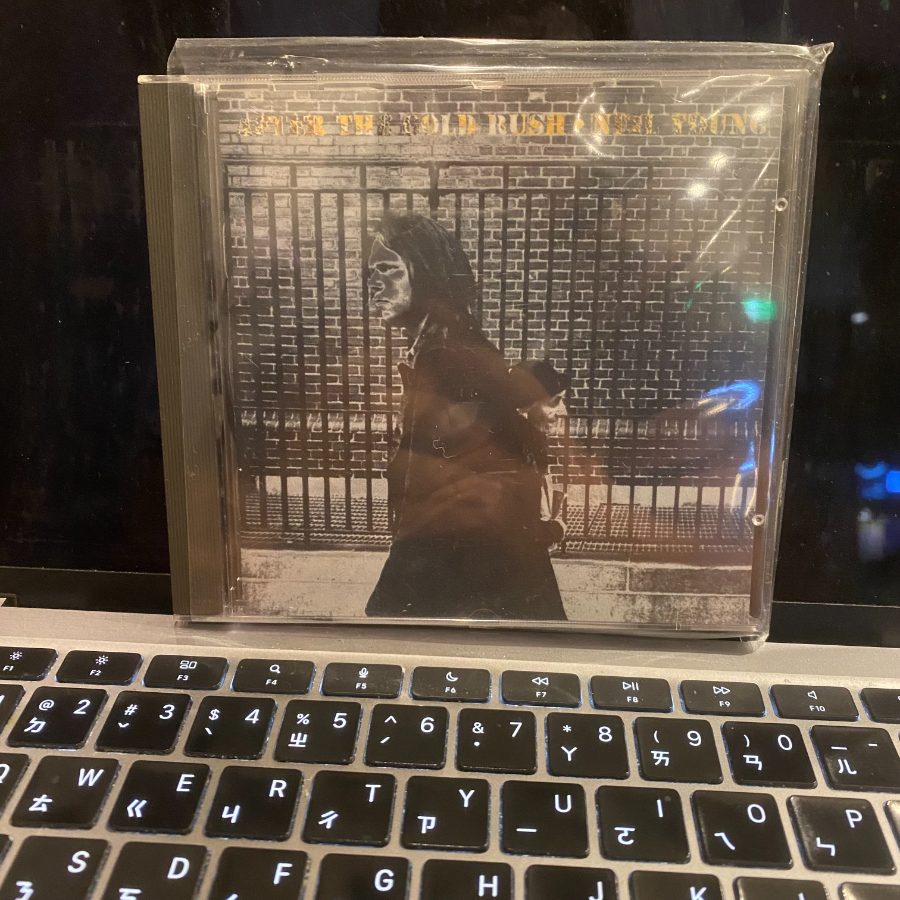 AFTER THE GOLD RUSH • NEIL YOUNG
F1 F2 F3 F4 F5 F6 F7 F8 F9 F10
@ 2 ㄉ # 3 ˇ $ 4 ˋ % 5 ㄓ ^ 6 ˊ & 7 ˙ * 8 ㄚ ( 9 ㄞ ) 0 ㄢ — - ㄦ
Q W ㄊ E ㄍ R ㄐ T ㄔ Y ㄗ U ㄧ I ㄛ O ㄟ P ㄣ
S ㄋ D ㄎ F G H J K